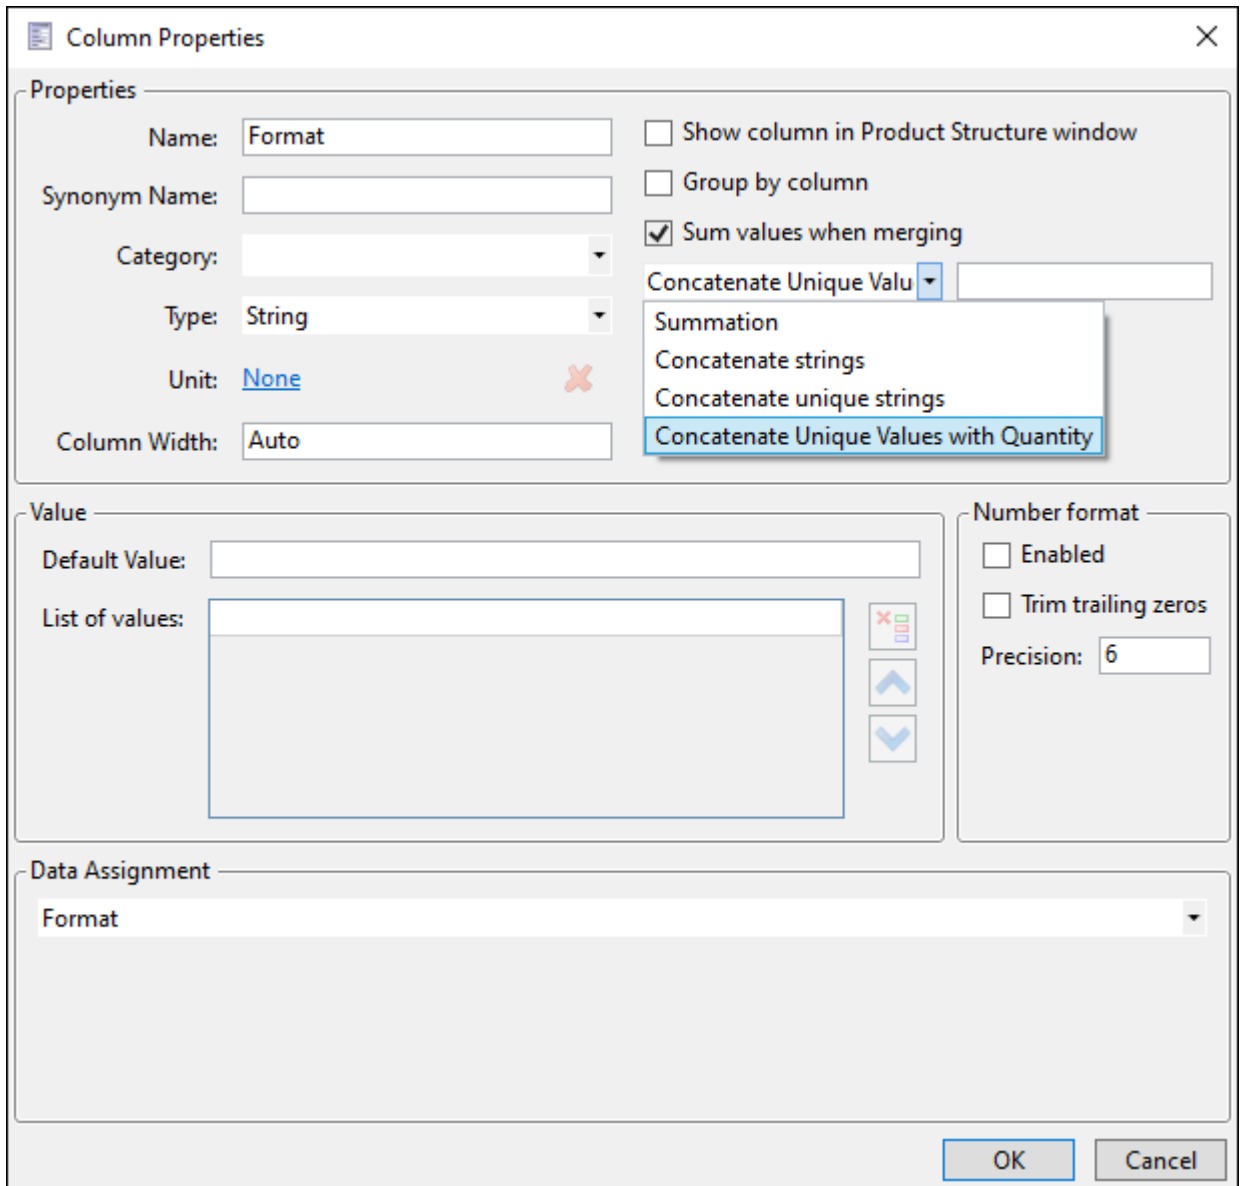 Column Properties
Properties
Name: Format
Synonym Name:
Category:
Type: String
Unit: None
Column Width: Auto
Show column in Product Structure window
Group by column
Sum values when merging
Concatenate Unique Valu
Summation
Concatenate strings
Concatenate unique strings
Concatenate Unique Values with Quantity
Value
Default Value:
List of values:
Number format
Enabled
Trim trailing zeros
Precision: 6
Data Assignment
Format
OK Cancel